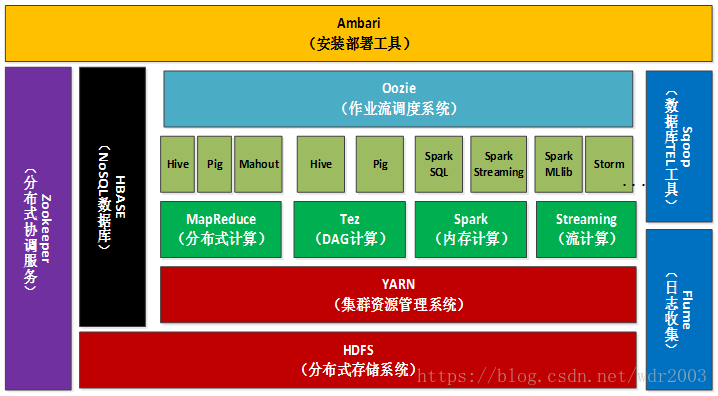 Ambari
（安装部署工具）
Zookeeper
（分布式协调服务）
HBASE
（NoSQL数据库）
Oozie
（作业流调度系统）
Hive
Pig
Mahout
Hive
Pig
Spark
SQL
Spark
Streaming
Spark
MLlib
Storm
...
MapReduce
（分布式计算）
Tez
（DAG计算）
Spark
（内存计算）
Streaming
（流计算）
YARN
（集群资源管理系统）
HDFS
（分布式存储系统）
Sqoop
（数据库TEL工具）
Flume
（日志收集）
https://blog.csdn.net/wdr2003